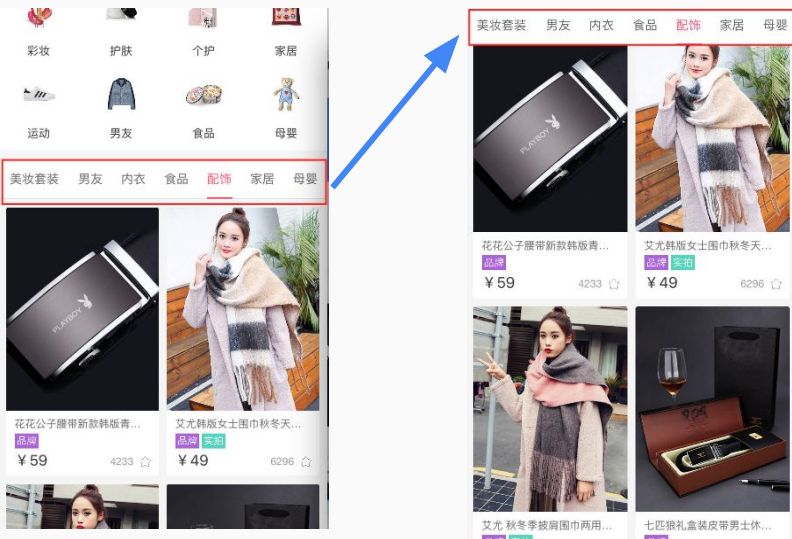 彩妆 护肤 个护 家居
运动 男友 食品 母婴
美妆套装 男友 内衣 食品 配饰 家居 母婴
PLAYBOY
花花公子腰带新款韩版青...
品牌
¥59 4233
艾尤韩版女士围巾秋冬天...
品牌 实拍
¥49 6296
美妆套装 男友 内衣 食品 配饰 家居 母婴
PLAYBOY
花花公子腰带新款韩版青...
品牌
¥59 4233
艾尤韩版女士围巾秋冬天...
品牌 实拍
¥49 6296
艾尤 秋冬季披肩围巾两用...
七匹狼礼盒装皮带男士休...